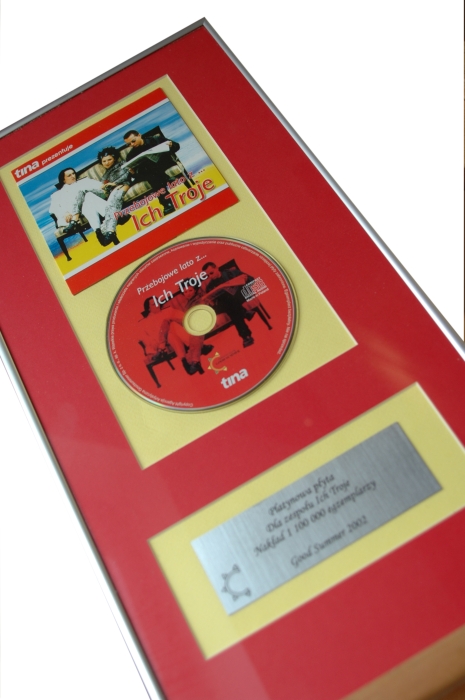 tina prezentuje
Przebojowe lato z...
Ich Troje
Przebojowe lato z...
Ich Troje
tina
Platynowa płyta
Dla zespołu Ich Troje
Nakład 1 100 000 egzemplarzy
Good Summer 2002